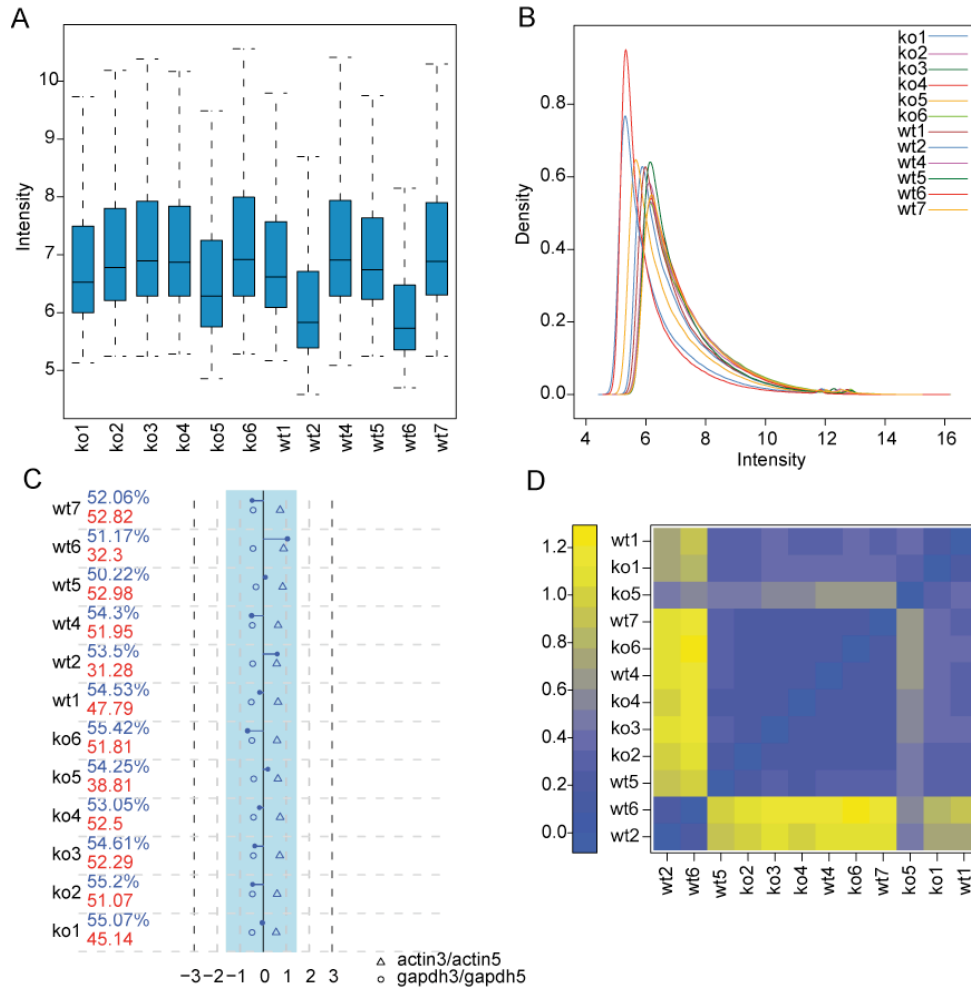 A
Intensity
10
9
8
7
6
5
ko1 ko2 ko3 ko4 ko5 ko6 wt1 wt2 wt4 wt5 wt6 wt7
B
Density
0.8
0.6
0.4
0.2
0.0
4 6 8 10 12 14 16
Intensity
ko1
ko2
ko3
ko4
ko5
ko6
wt1
wt2
wt4
wt5
wt6
wt7
C
wt7 52.06%
52.82
wt6 51.17%
32.3
wt5 50.22%
52.98
wt4 54.3%
51.95
wt2 53.5%
31.28
wt1 54.53%
47.79
ko6 55.42%
51.81
ko5 54.25%
38.81
ko4 53.05%
52.5
ko3 54.61%
52.29
ko2 55.2%
51.07
ko1 55.07%
45.14
−3 −2 −1 0 1 2 3
actin3/actin5
gapdh3/gapdh5
D
1.2
1.0
0.8
0.6
0.4
0.2
0.0
wt1
ko1
ko5
wt7
ko6
wt4
ko4
ko3
ko2
wt5
wt6
wt2
wt2 wt6 wt5 ko2 ko3 ko4 wt4 ko6 wt7 ko5 ko1 wt1